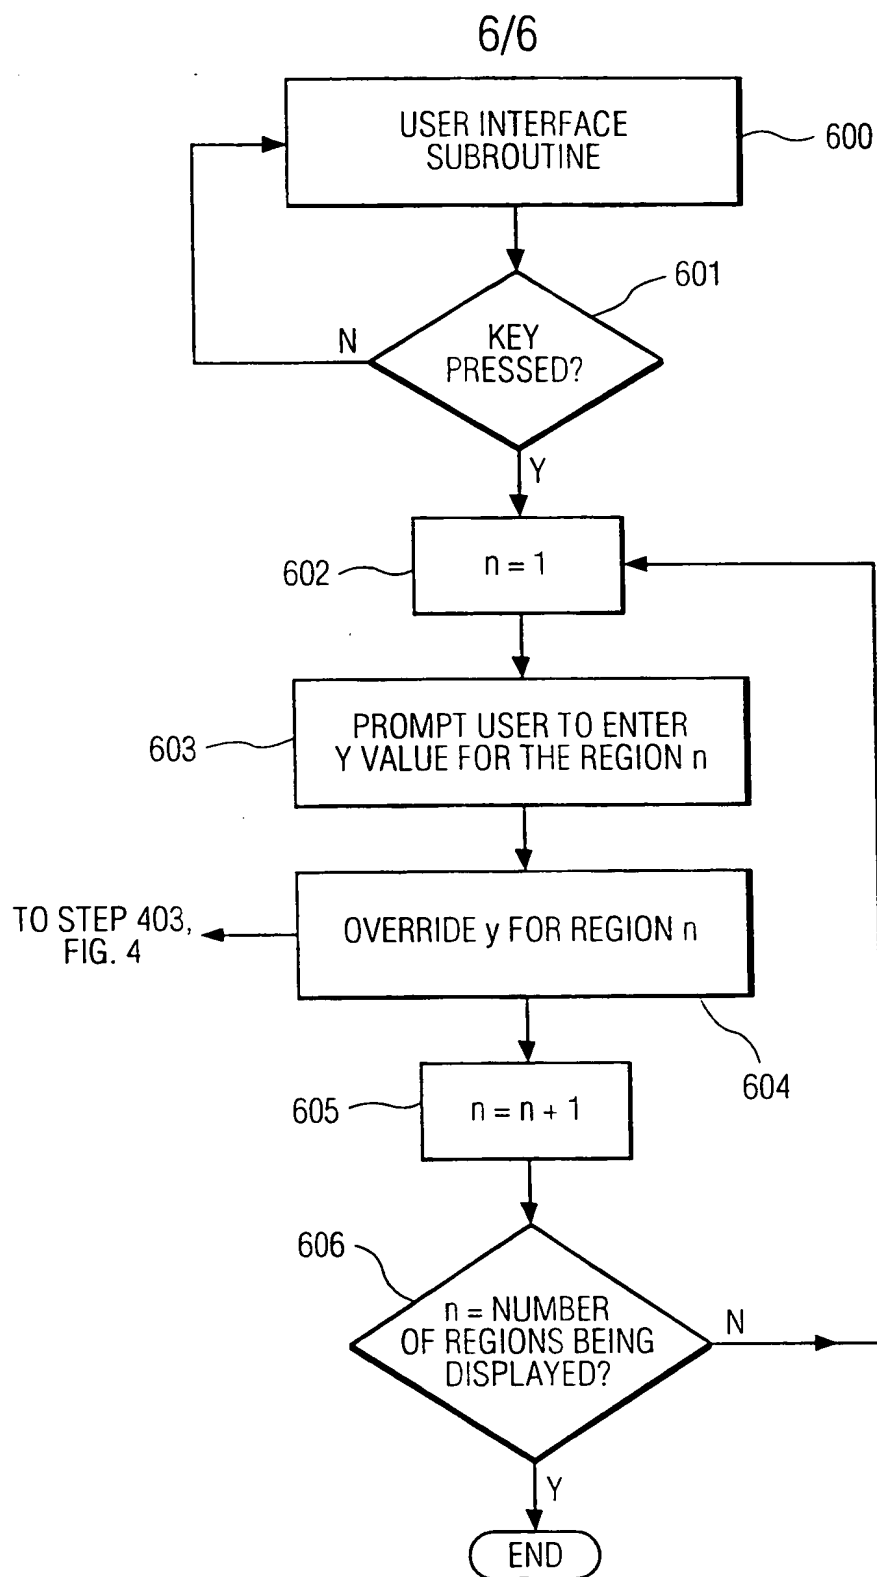 6/6
USER INTERFACE
SUBROUTINE
600
601
KEY
PRESSED?
N
Y
602
n = 1
603
PROMPT USER TO ENTER
Y VALUE FOR THE REGION n
TO STEP 403,
FIG. 4
OVERRIDE y FOR REGION n
604
605
n = n + 1
606
n = NUMBER
OF REGIONS BEING
DISPLAYED?
N
Y
END